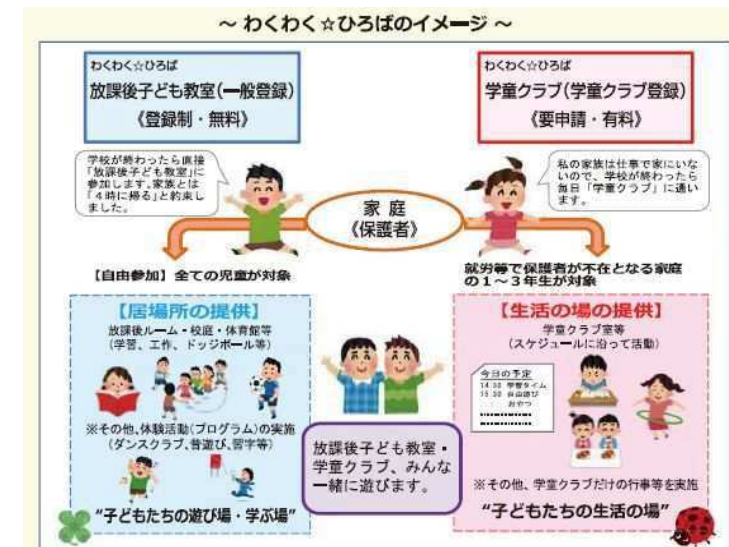 ～ わくわく☆ひろばのイメージ ～
わくわく☆ひろば
放課後子ども教室(一般登録)
《登録制・無料》
わくわく☆ひろば
学童クラブ(学童クラブ登録)
《要申請・有料》
学校が終わったら直接
「放課後子ども教室」に
参加します。家族とは
「4時に帰る」と約束し
ました。
私の家族は仕事で家にいな
いので、学校が終わったら
毎日「学童クラブ」に通い
ます。
家 庭
《保護者》
【自由参加】全ての児童が対象
就労等で保護者が不在となる家庭
の1～3年生が対象
【居場所の提供】
放課後ルーム・校庭・体育館等
(学習、工作、ドッジボール等)
※その他、体験活動(プログラム)の実施
(ダンスクラブ、昔遊び、習字等)
“子どもたちの遊び場・学ぶ場”
放課後子ども教室・
学童クラブ、みんな
一緒に遊びます。
【生活の場の提供】
学童クラブ室等
(スケジュールに沿って活動)
今日の予定
14:50 学習タイム
15:30 自由遊び
: おやつ
※その他、学童クラブだけの行事等を実施
“子どもたちの生活の場”